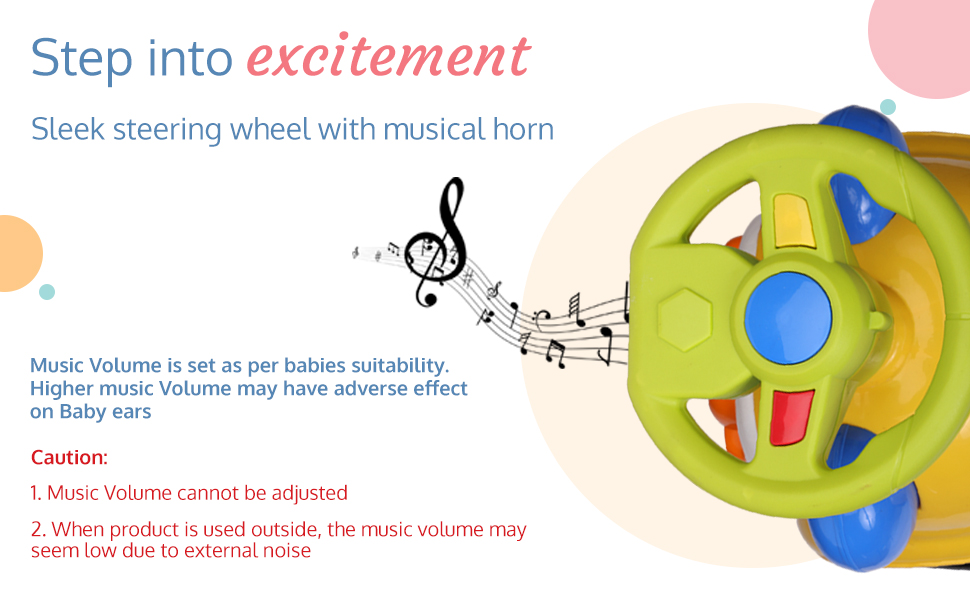 Step into excitement
Sleek steering wheel with musical horn
Music Volume is set as per babies suitability.
Higher music Volume may have adverse effect
on Baby ears
Caution:
1. Music Volume cannot be adjusted
2. When product is used outside, the music volume may
seem low due to external noise